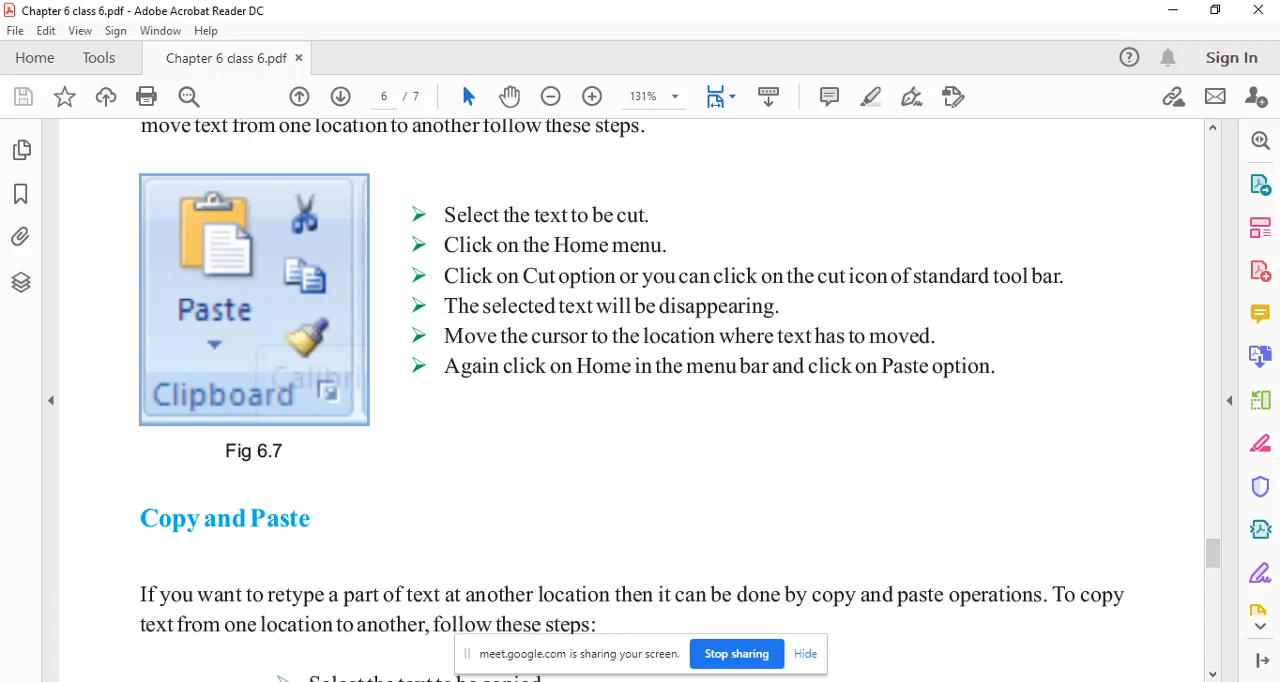 Chapter 6 class 6.pdf - Adobe Acrobat Reader DC
File Edit View Sign Window Help
Home Tools Chapter 6 class 6.pdf × Sign In
6 / 7 131%
move text from one location to another follow these steps.
Paste
Clipboard
Calibri
Select the text to be cut.
Click on the Home menu.
Click on Cut option or you can click on the cut icon of standard tool bar.
The selected text will be disappearing.
Move the cursor to the location where text has to moved.
Again click on Home in the menu bar and click on Paste option.
Fig 6.7
Copy and Paste
If you want to retype a part of text at another location then it can be done by copy and paste operations. To copy
text from one location to another, follow these steps:
meet.google.com is sharing your screen. Stop sharing Hide
Select the text to be copied